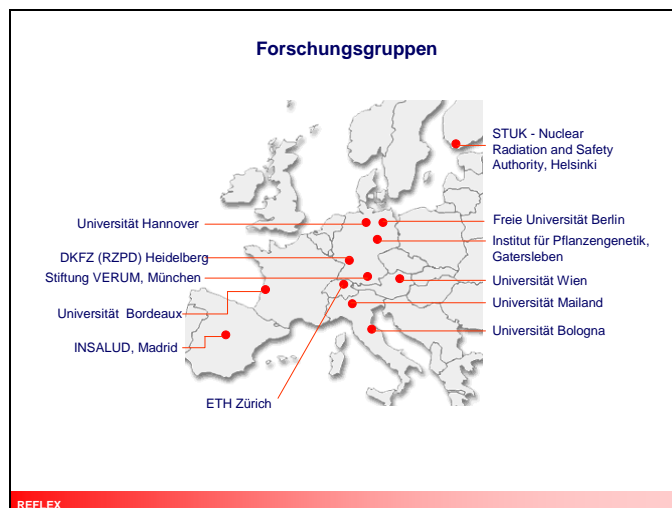 Forschungsgruppen
STUK - Nuclear
Radiation and Safety
Authority, Helsinki
Universität Hannover
Freie Universität Berlin
DKFZ (RZPD) Heidelberg
Institut für Pflanzengenetik,
Gatersleben
Stiftung VERUM, München
Universität Wien
Universität Bordeaux
Universität Mailand
INSALUD, Madrid
Universität Bologna
ETH Zürich
REFLEX